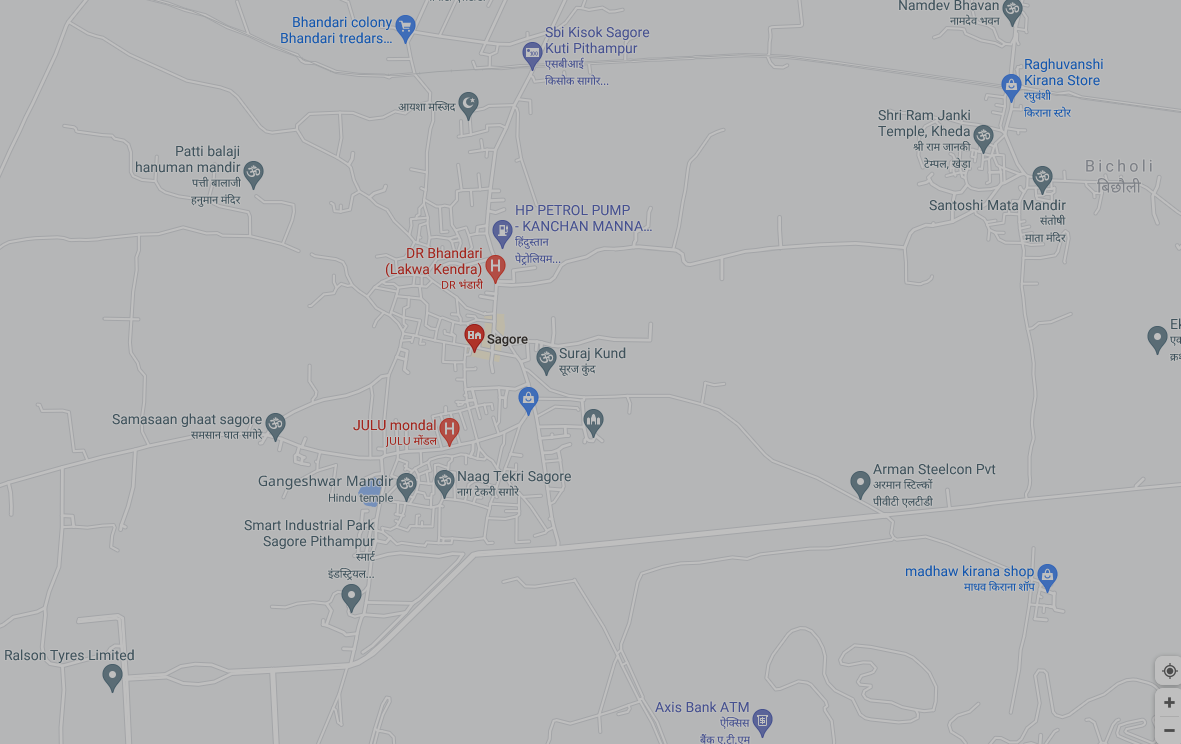 Namdev Bhavan
नामदेव भवन
Bhandari colony
Bhandari tredars…
Sbi Kisok Sagore
Kuti Pithampur
एसबीआई
किसोक सागोर...
Raghuvanshi
Kirana Store
रघुवंशी
किराना स्टोर
आयशा मस्जिद
Shri Ram Janki
Temple, Kheda
श्री राम जानकी
टेम्पल, खेड़ा
Patti balaji
hanuman mandir
पत्ती बालाजी
हनुमान मंदिर
Bicholi
बिछौली
Santoshi Mata Mandir
संतोषी
माता मंदिर
HP PETROL PUMP
- KANCHAN MANNA…
हिंदुस्तान
पेट्रोलियम...
DR Bhandari
(Lakwa Kendra)
DR भंडारी
Sagore
Suraj Kund
सूरज कुंद
Samasaan ghaat sagore
समसान घात सगोरे
JULU mondal
JULU मोंडल
Gangeshwar Mandir
Hindu temple
Naag Tekri Sagore
नाग टेकरी सगोरे
Arman Steelcon Pvt
अरमान स्टिल्कों
पीवीटी एलटीडी
Smart Industrial Park
Sagore Pithampur
स्मार्ट
इंडस्ट्रियल...
madhaw kirana shop
माधव किराना शॉप
Ralson Tyres Limited
Axis Bank ATM
ऐक्सिस
बैंक ए.टी.एम